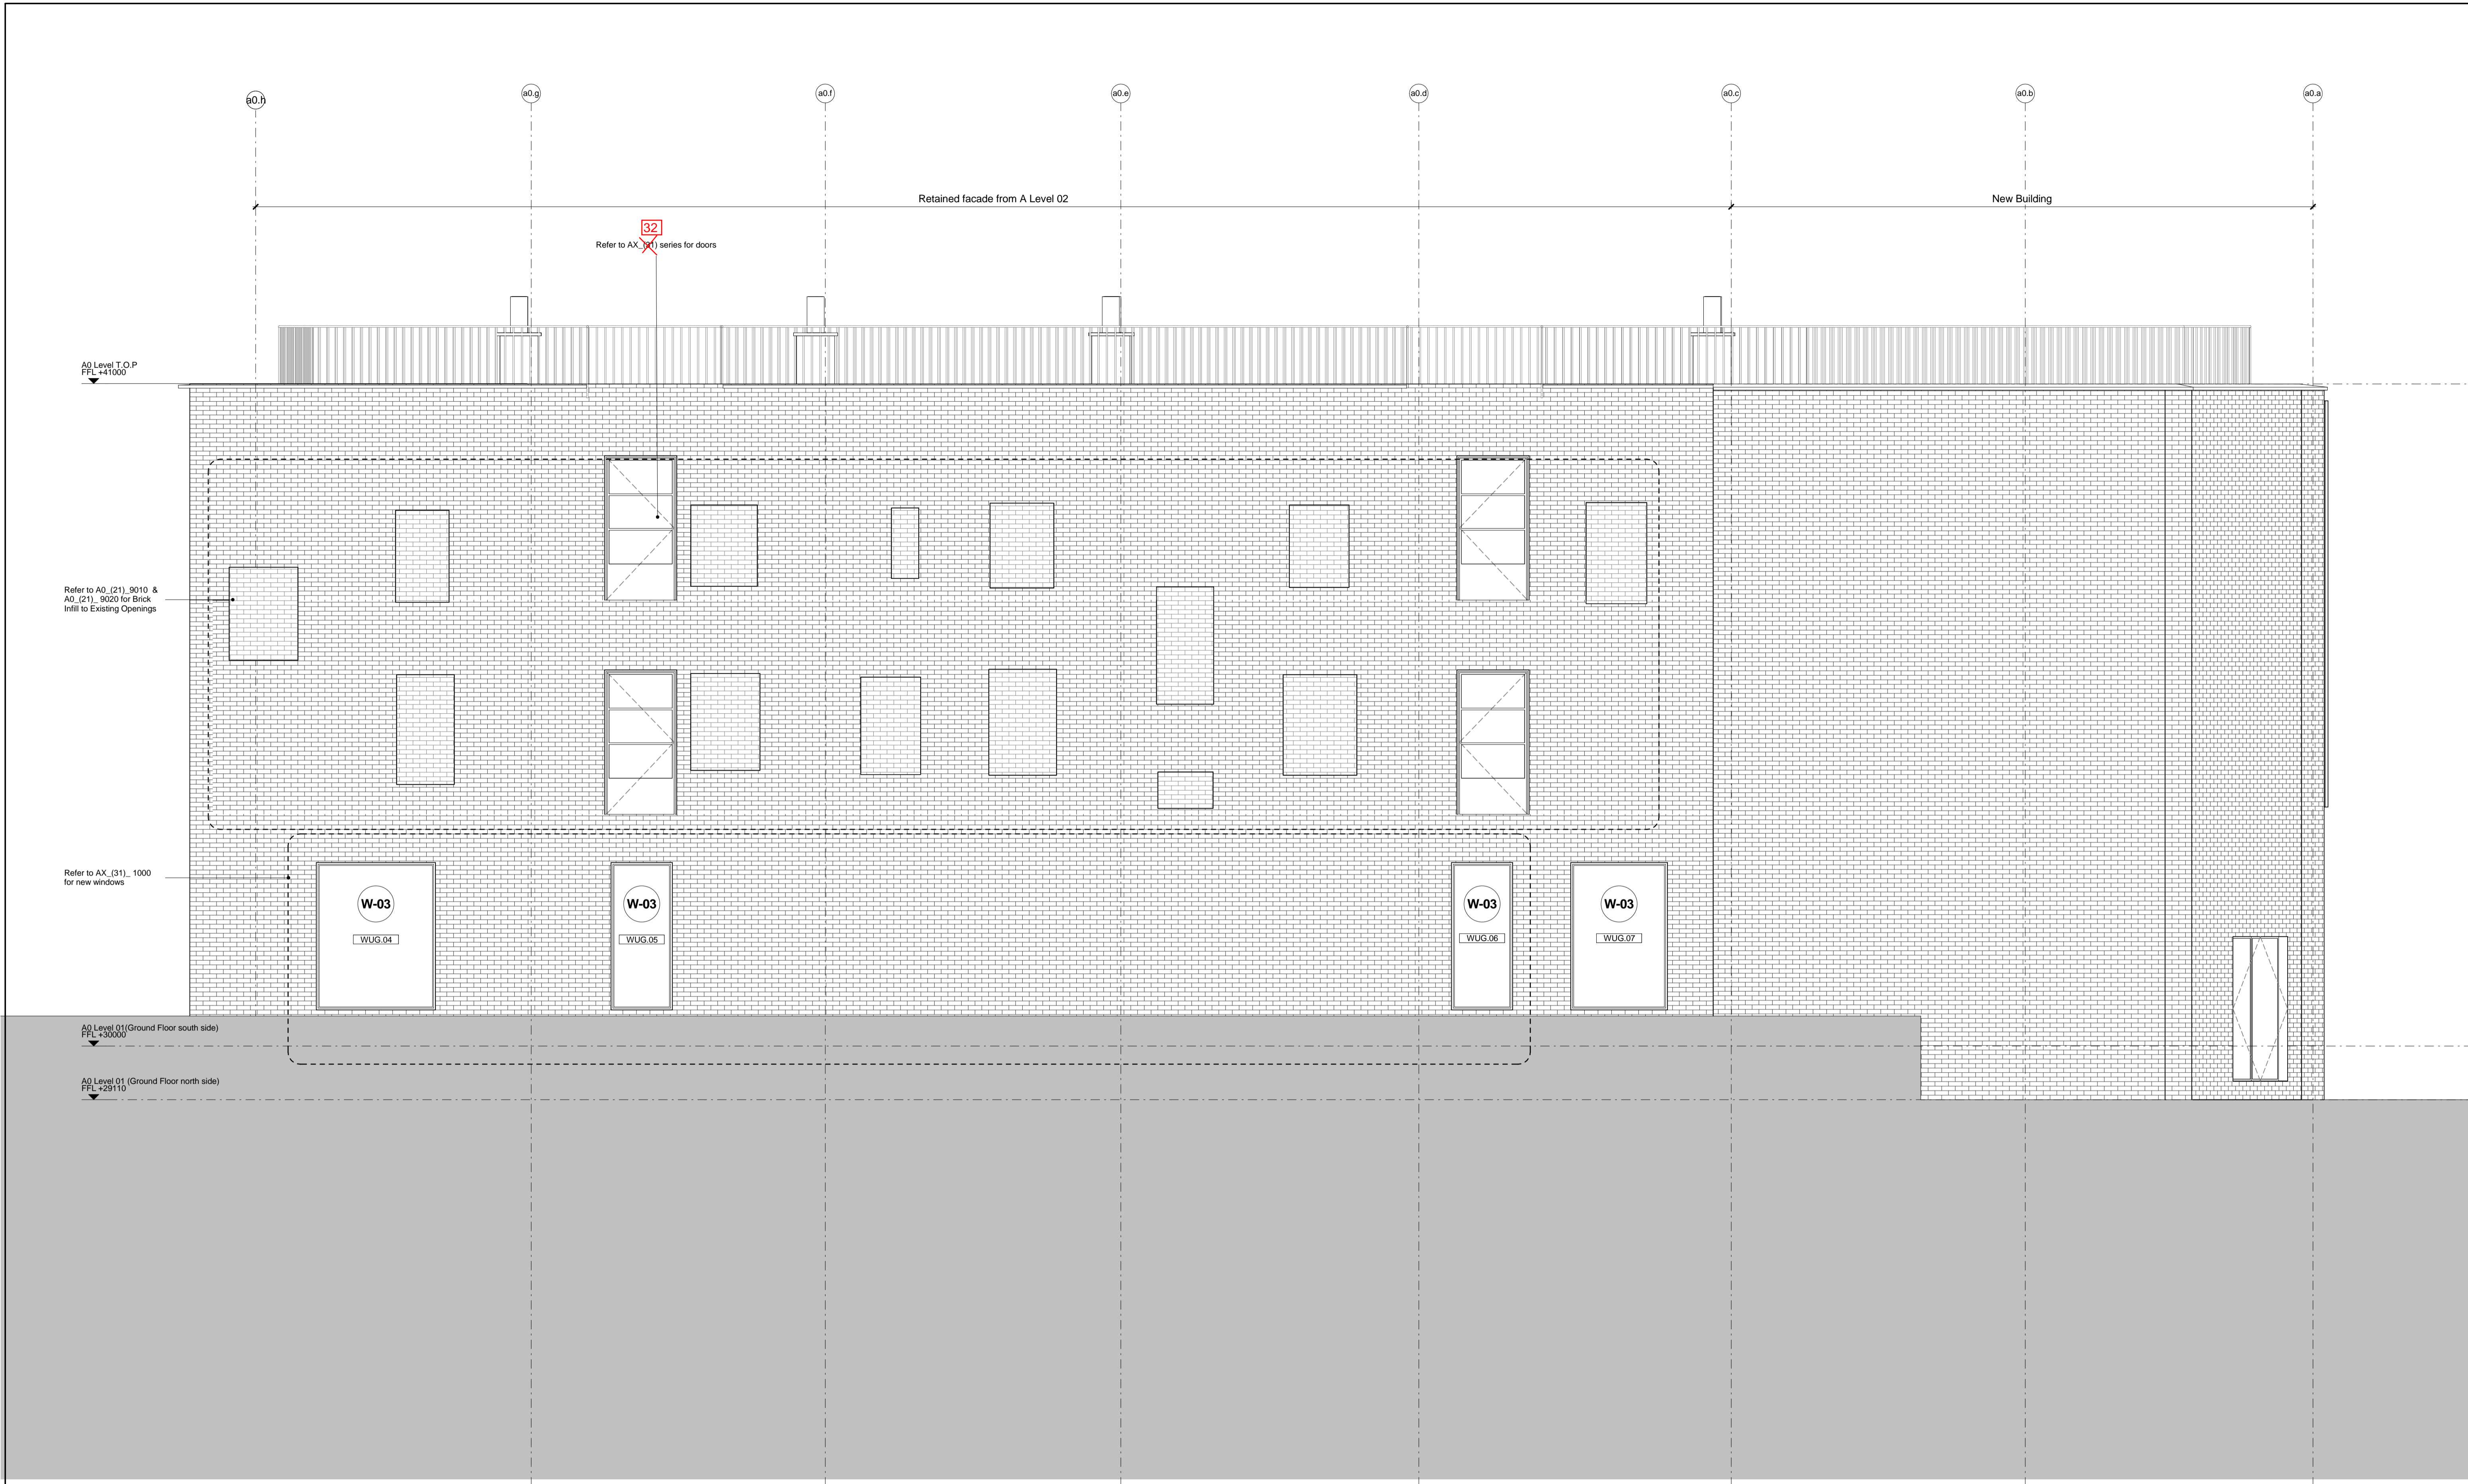 a0.h
a0.g
a0.f
a0.e
a0.d
a0.c
a0.b
a0.a
Retained facade from A Level 02
New Building
32
Refer to AX_(31) series for doors
A0 Level T.O.P
FFL +41000
Refer to A0_(21)_9010 &
A0_(21)_ 9020 for Brick
Infill to Existing Openings
Refer to AX_(31)_ 1000
for new windows
W-03
WUG.04
W-03
WUG.05
W-03
WUG.06
W-03
WUG.07
A0 Level 01(Ground Floor south side)
FFL +30000
A0 Level 01 (Ground Floor north side)
FFL +29110